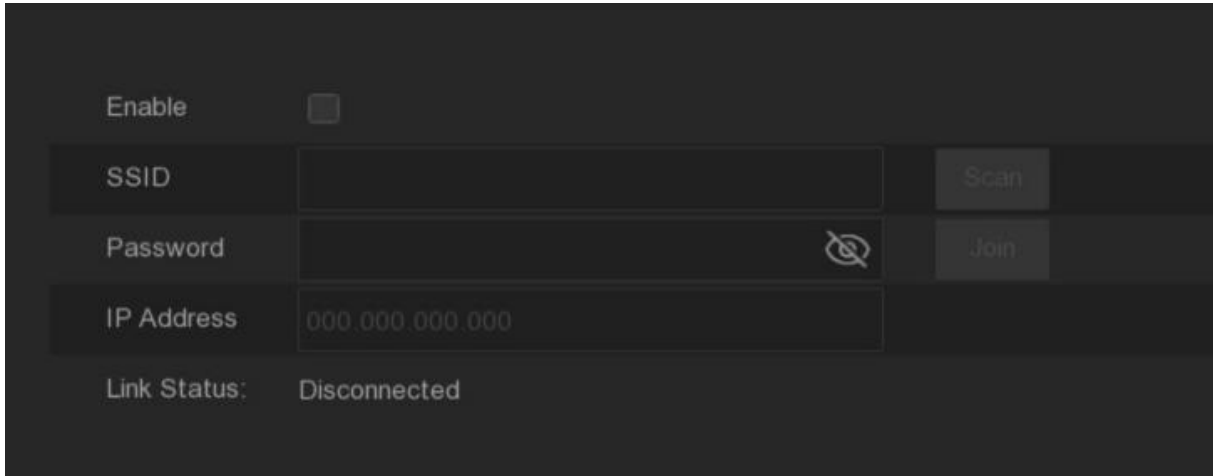 Enable
SSID Scan
Password Join
IP Address 000.000.000.000
Link Status: Disconnected